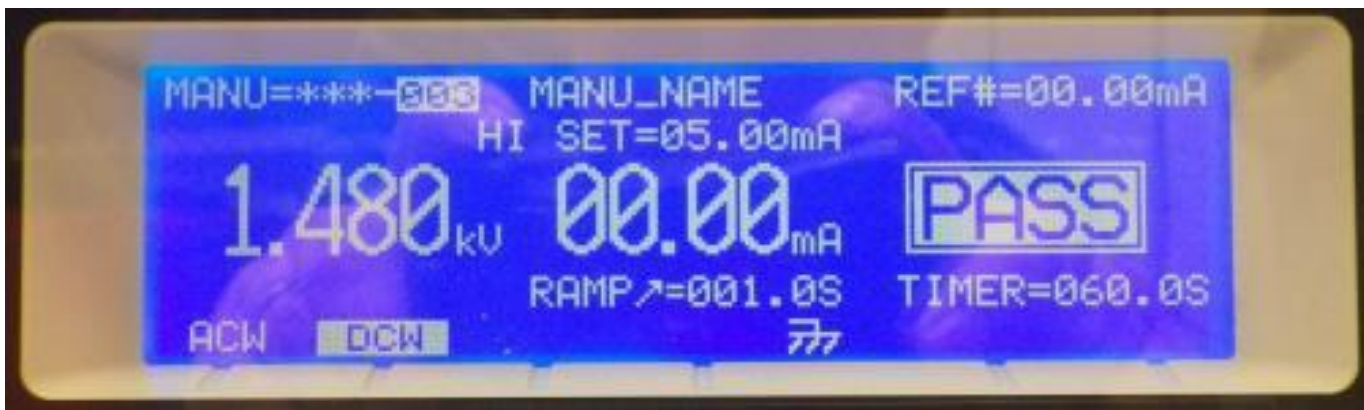 MANU=***-003 MANU_NAME REF#=00.00mA
HI SET=05.00mA
1.480kV 00.00mA PASS
RAMP↗=001.0S TIMER=060.0S
ACW DCW